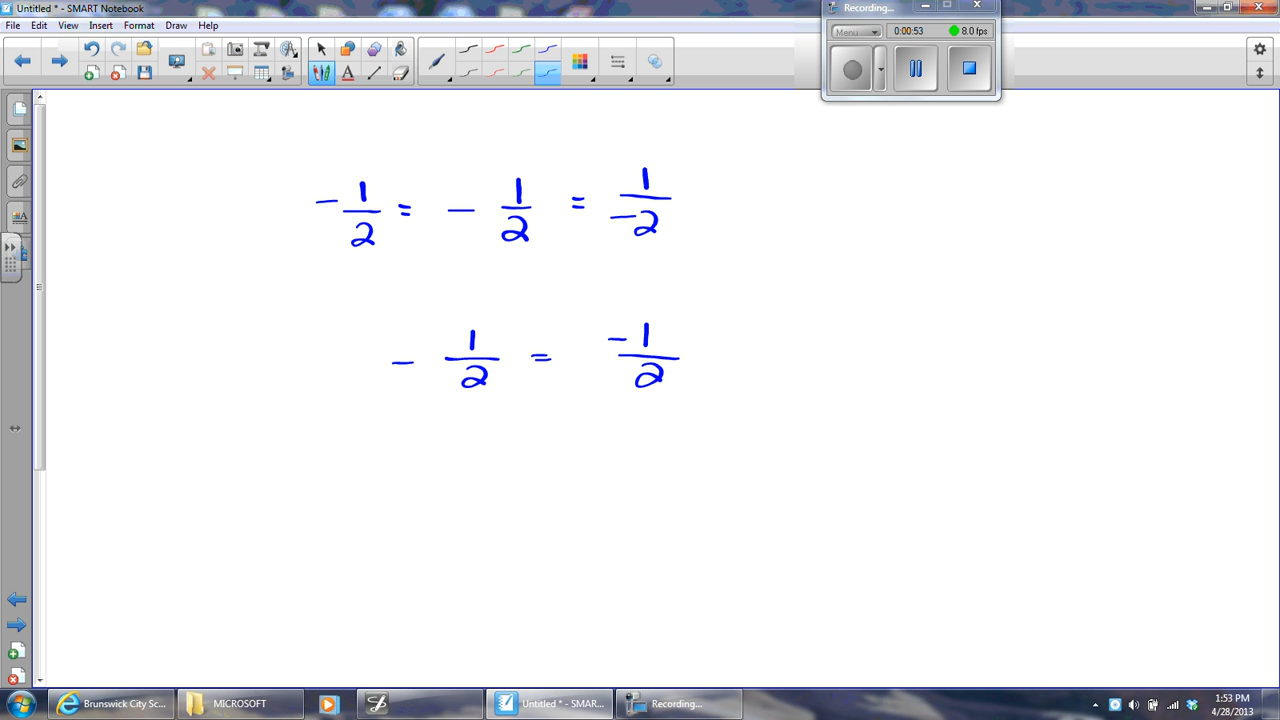 Untitled * - SMART Notebook
Recording...
File Edit View Insert Format Draw Help
Menu 0:00:53 8.0 fps
-1/2 = - 1/2 = 1/-2
- 1/2 = -1/2
Brunswick City Sc... MICROSOFT Untitled * - SMAR... Recording...
1:53 PM
4/28/2013